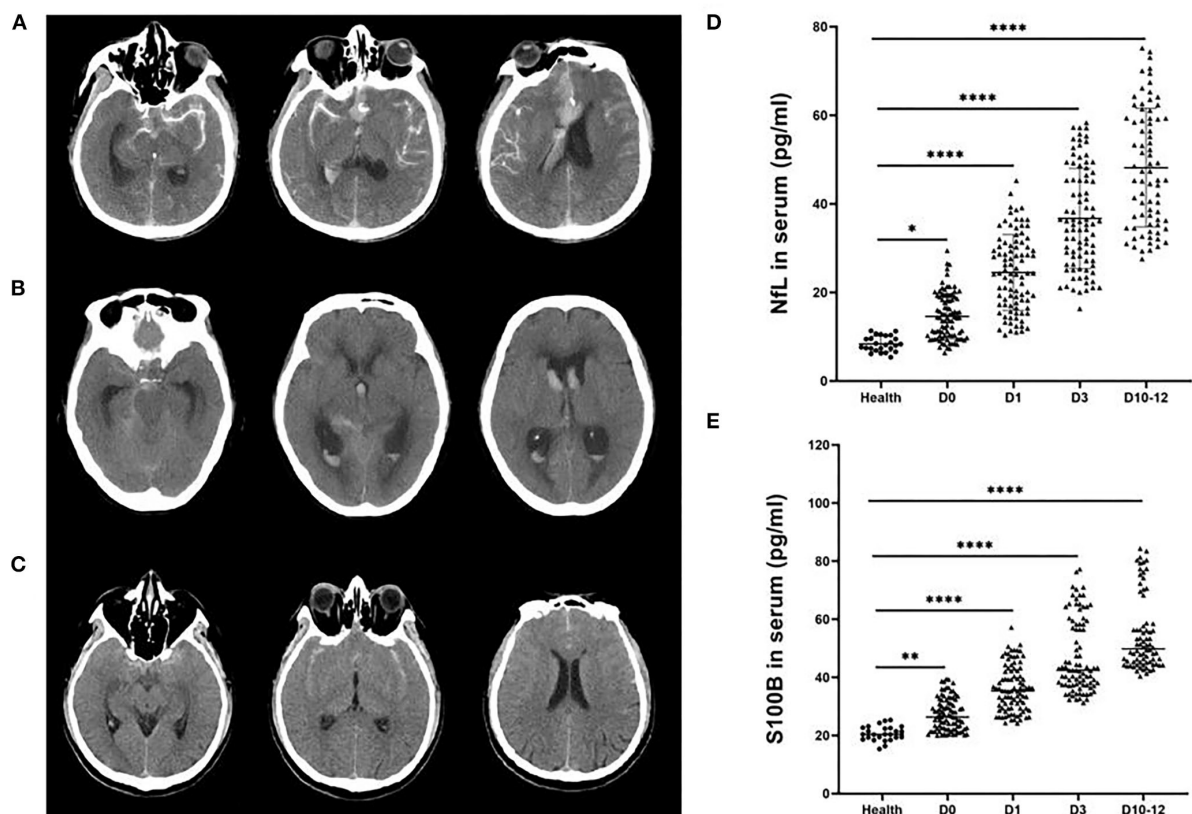 A
B
C
D
NfL in serum (pg/ml)
80
60
40
20
0
****
****
****
*
Health D0 D1 D3 D10-12
E
S100B in serum (pg/ml)
120
100
80
60
40
20
0
****
****
****
**
Health D0 D1 D3 D10-12